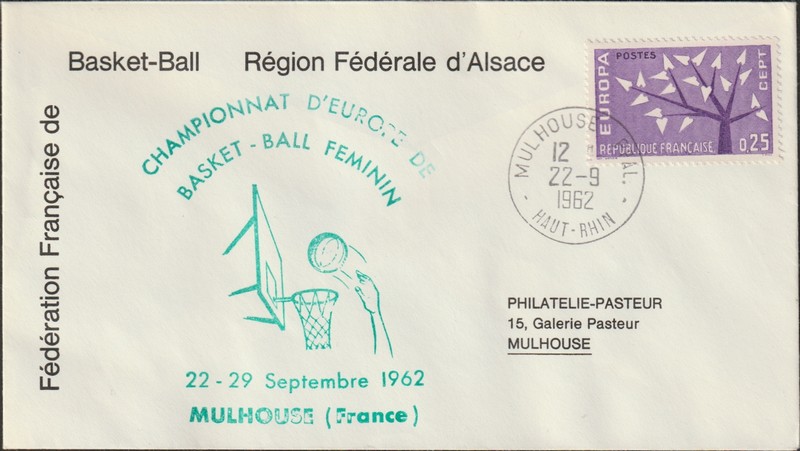 Fédération Française de
Basket-Ball Région Fédérale d'Alsace
CHAMPIONNAT D'EUROPE DE
BASKET-BALL FEMININ
22-29 Septembre 1962
MULHOUSE (France)
EUROPA
POSTES
CEPT
RÉPUBLIQUE FRANÇAISE
0,25
MULHOUSE
12
22-9
1962
HAUT-RHIN
PHILATELIE-PASTEUR
15, Galerie Pasteur
MULHOUSE